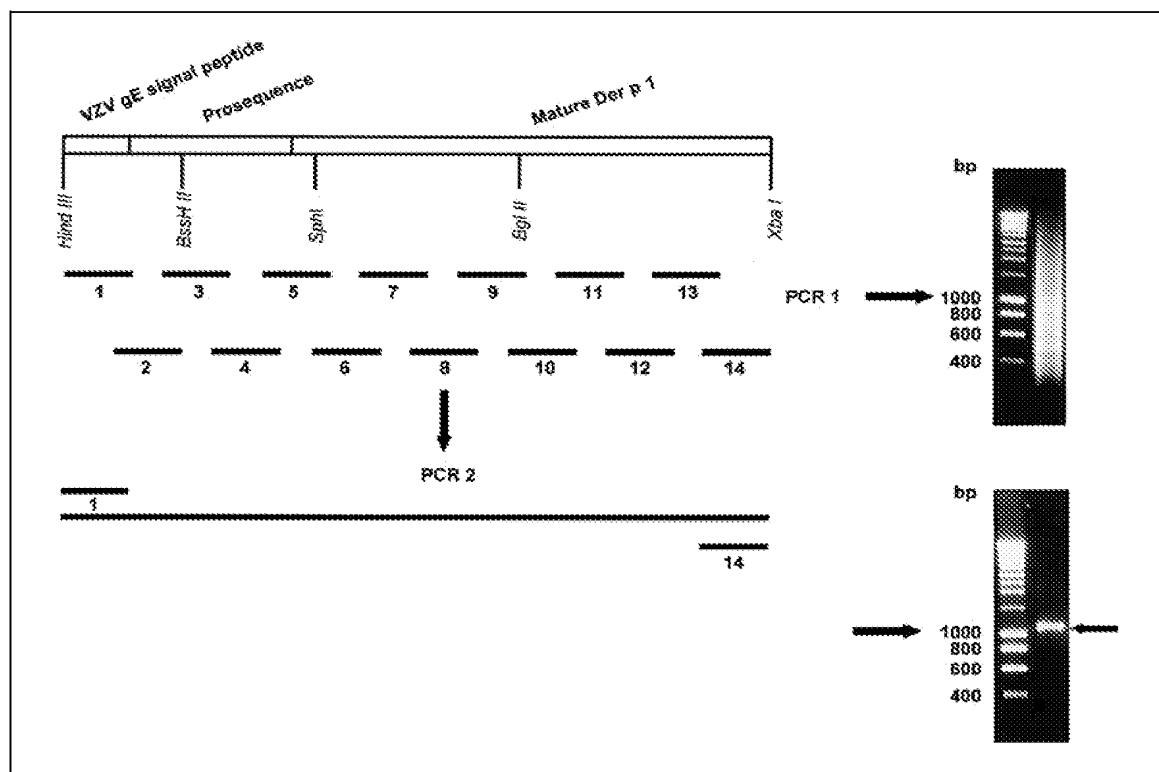 VZV gE signal peptide
Prosequence
Mature Der p 1
Hind III
BssH II
SphI
Bgl II
Xba I
1 3 5 7 9 11 13
2 4 6 8 10 12 14
PCR 1
bp
1000
800
600
400
PCR 2
1
14
bp
1000
800
600
400